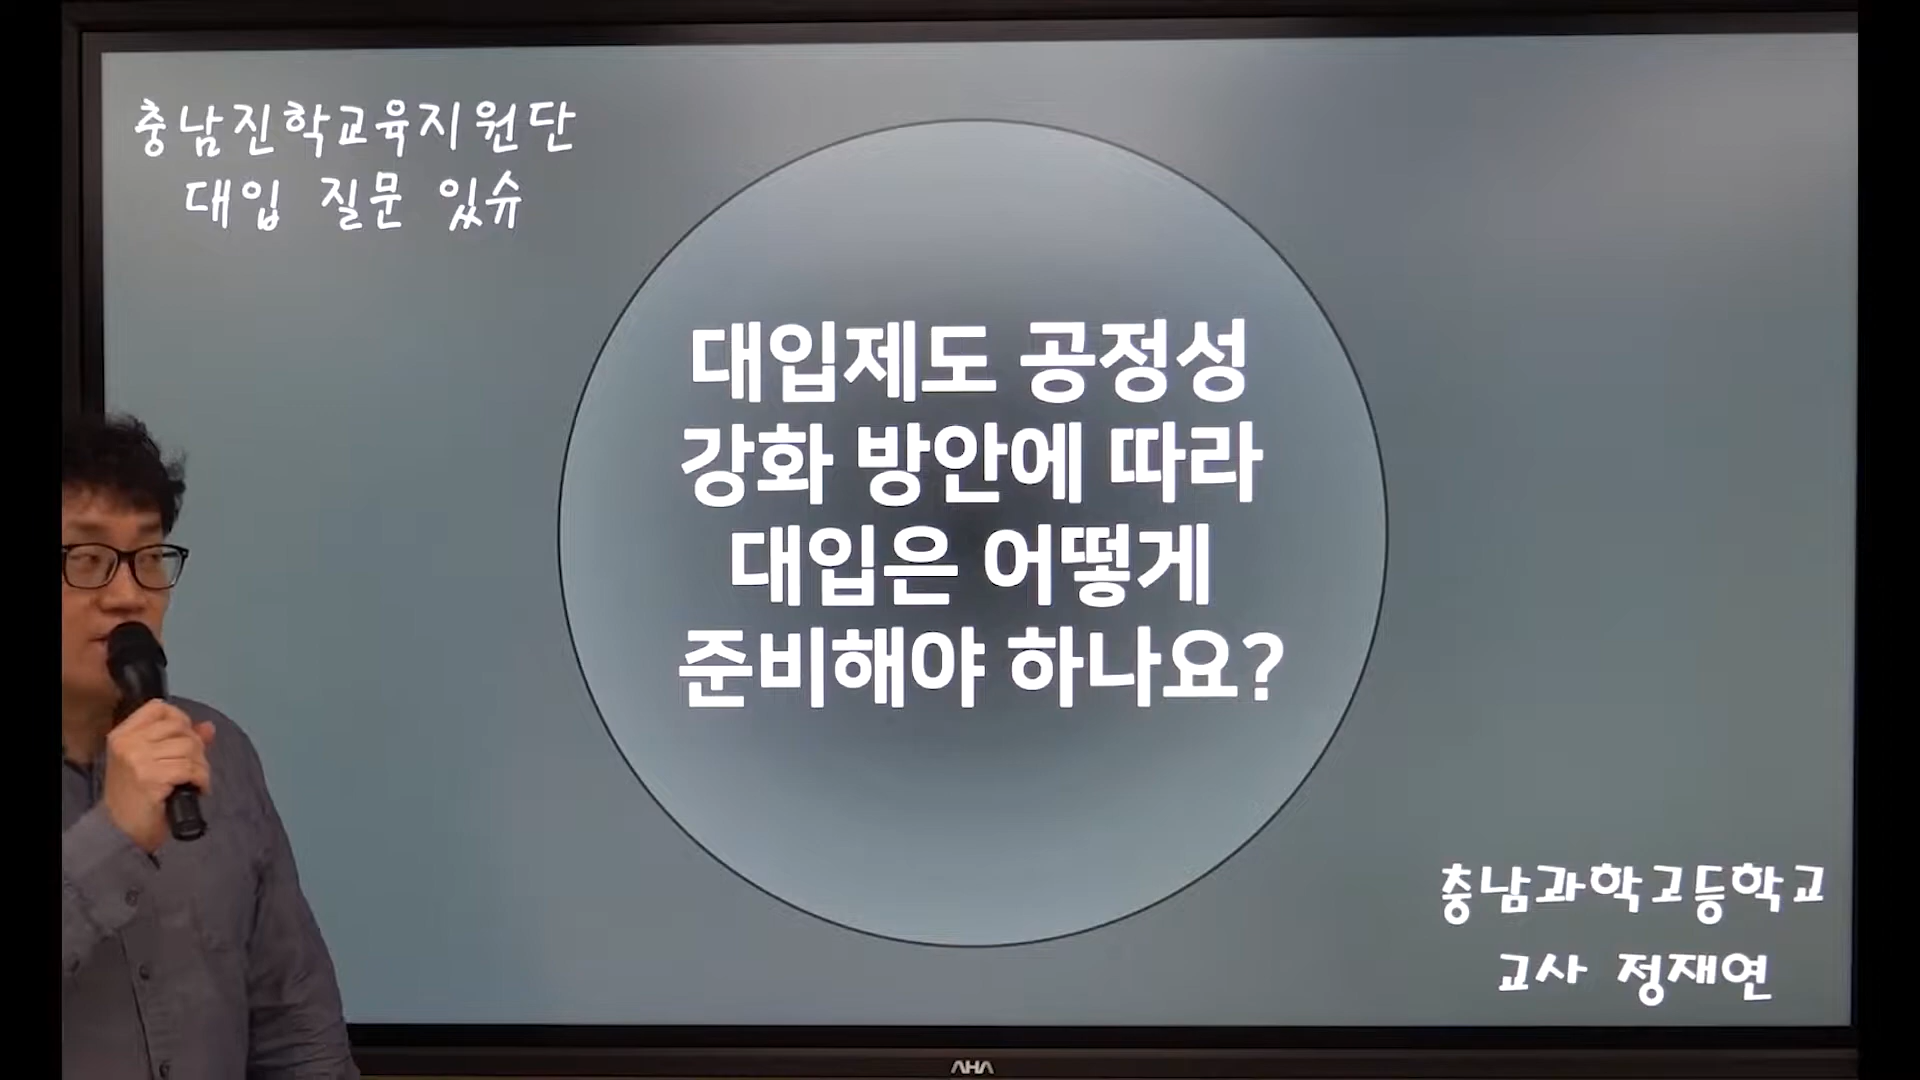 충남진학교육지원단
대입 질문 있슈
대입제도 공정성
강화 방안에 따라
대입은 어떻게
준비해야 하나요?
충남과학고등학교
교사 정재연
AHA